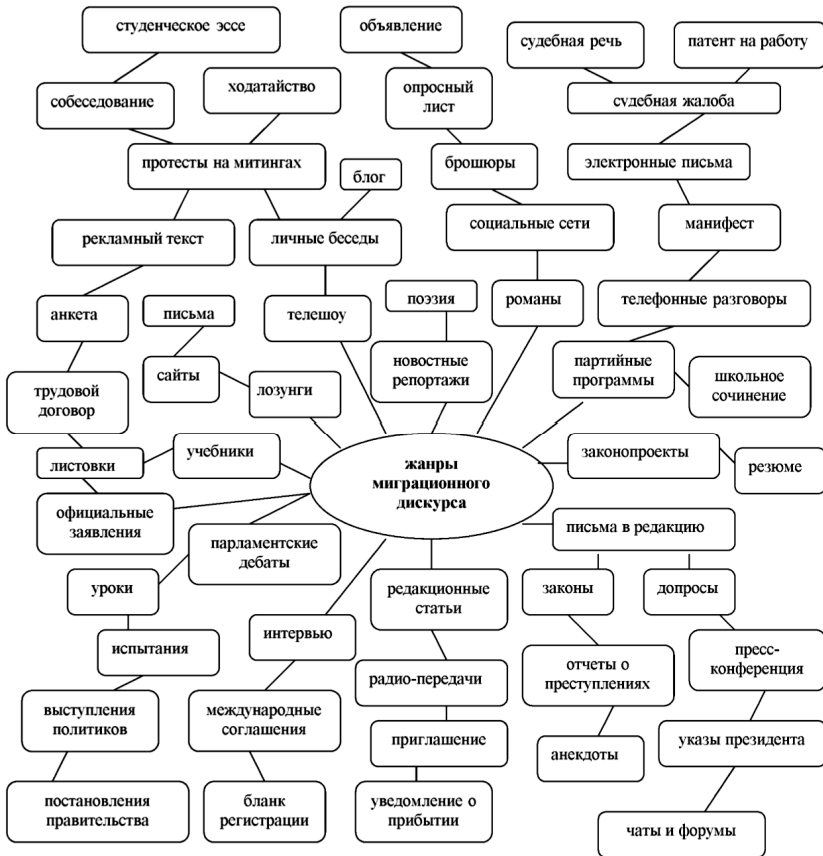 студенческое эссе
объявление
судебная речь
патент на работу
собеседование
ходатайство
опросный
лист
судебная жалоба
протесты на митингах
блог
брошюры
электронные письма
рекламный текст
личные беседы
социальные сети
манифест
анкета
письма
телешоу
поэзия
романы
телефонные разговоры
трудовой
договор
сайты
лозунги
новостные
репортажи
партийные
программы
школьное
сочинение
листовки
учебники
жанры
миграционного
дискурса
законопроекты
резюме
официальные
заявления
парламентские
дебаты
письма в редакцию
уроки
редакционные
статьи
законы
допросы
испытания
интервью
отчеты о
преступлениях
пресс-
конференция
выступления
политиков
международные
соглашения
радио-передачи
приглашение
анекдоты
указы президента
постановления
правительства
бланк
регистрации
уведомление о
прибытии
чаты и форумы